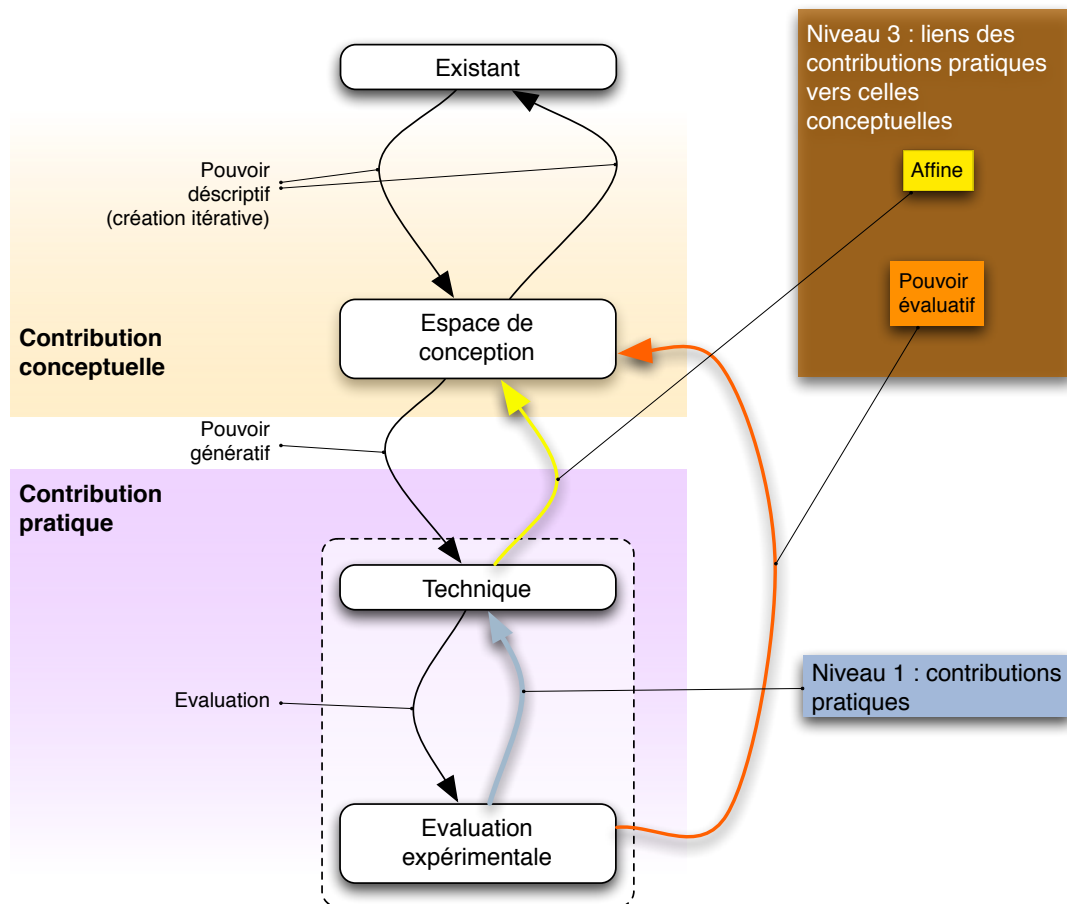 Existant
Pouvoir
déscriptif
(création itérative)
Espace de
conception
Contribution
conceptuelle
Pouvoir
génératif
Contribution
pratique
Technique
Evaluation
Evaluation
expérimentale
Niveau 3 : liens des
contributions pratiques
vers celles
conceptuelles
Affine
Pouvoir
évaluatif
Niveau 1 : contributions
pratiques